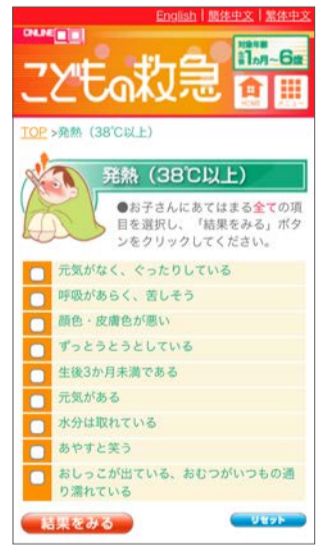 English | 簡体中文 | 繁体中文
ONLINE
こどもの救急
対象年齢
生後1ヵ月〜6歳
HOME
メニュー
TOP >発熱（38℃以上）
発熱（38℃以上）
●お子さんにあてはまる全ての項
目を選択し、「結果をみる」ボタ
ンをクリックしてください。
元気がなく、ぐったりしている
呼吸があらく、苦しそう
顔色・皮膚色が悪い
ずっとうとうとしている
生後3か月未満である
元気がある
水分は取れている
あやすと笑う
おしっこが出ている、おむつがいつもの通
り濡れている
結果をみる
リセット